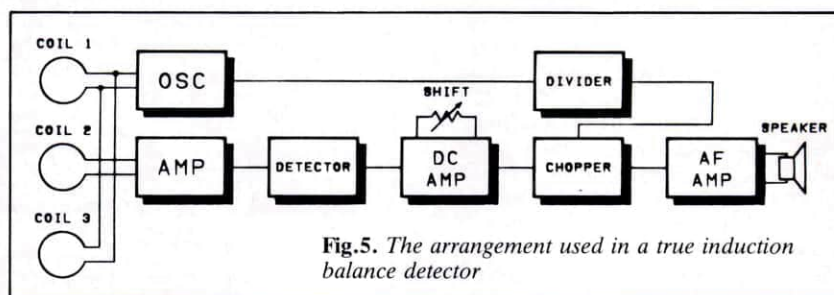 COIL 1
OSC
DIVIDER
SHIFT
COIL 2
SPEAKER
AMP
DETECTOR
DC
AMP
CHOPPER
AF
AMP
COIL 3
Fig.5. The arrangement used in a true induction
balance detector